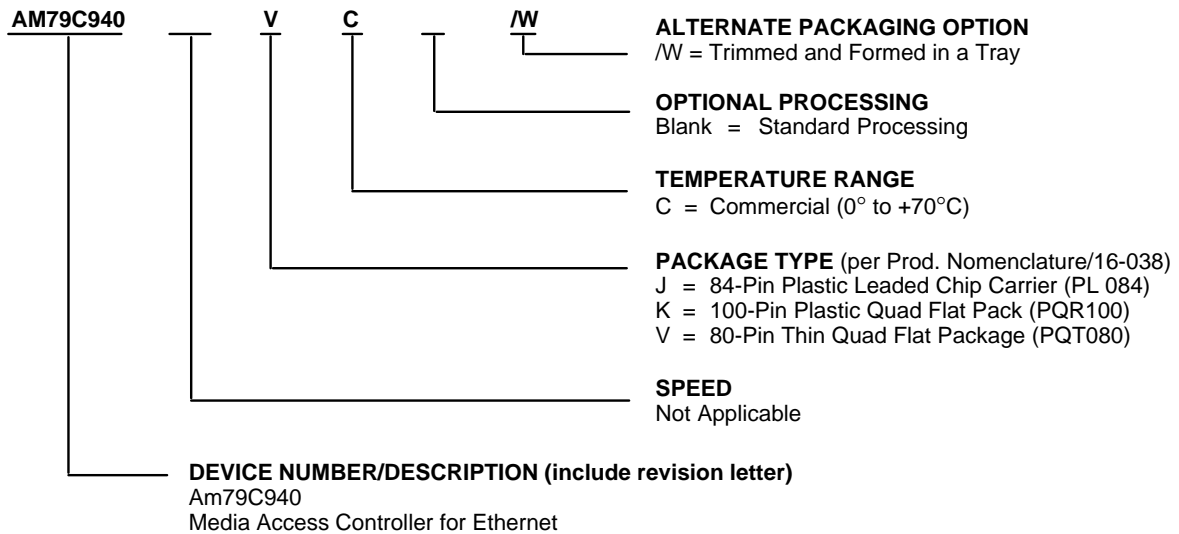 AM79C940 V C /W
ALTERNATE PACKAGING OPTION
/W = Trimmed and Formed in a Tray
OPTIONAL PROCESSING
Blank = Standard Processing
TEMPERATURE RANGE
C = Commercial (0° to +70°C)
PACKAGE TYPE (per Prod. Nomenclature/16-038)
J = 84-Pin Plastic Leaded Chip Carrier (PL 084)
K = 100-Pin Plastic Quad Flat Pack (PQR100)
V = 80-Pin Thin Quad Flat Package (PQT080)
SPEED
Not Applicable
DEVICE NUMBER/DESCRIPTION (include revision letter)
Am79C940
Media Access Controller for Ethernet